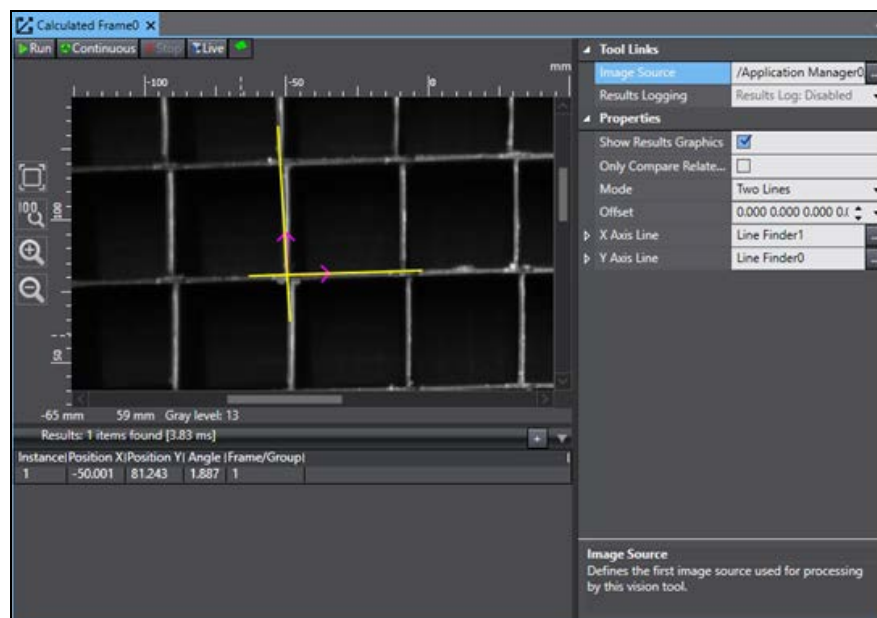 Calculated Frame0
Run Continuous Stop Live
mm
-100 -50 0
100
50
100
-65 mm 59 mm Gray level: 13
Results: 1 items found [3.83 ms]
Instance Position X Position Y Angle Frame/Group
1 -50.001 81.243 1.887 1
Tool Links
Image Source /Application Manager0 ...
Results Logging Results Log: Disabled
Properties
Show Results Graphics
Only Compare Relate...
Mode Two Lines
Offset 0.000 0.000 0.000 0.(
X Axis Line Line Finder1 ...
Y Axis Line Line Finder0 ...
Image Source
Defines the first image source used for processing
by this vision tool.